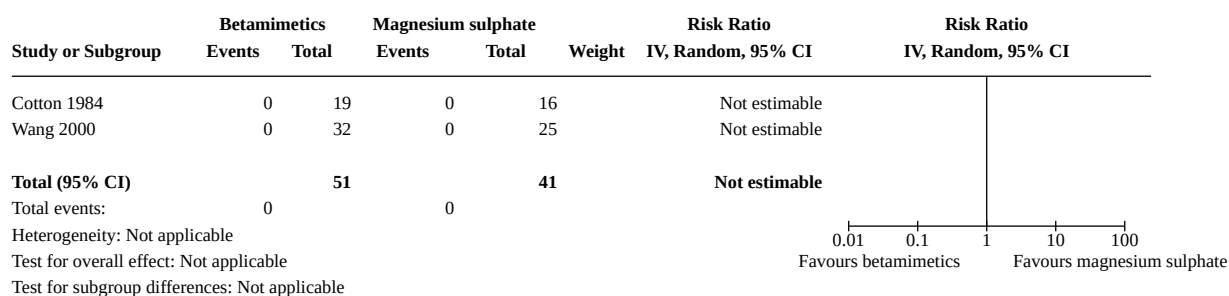 Betamimetics Magnesium sulphate Risk Ratio Risk Ratio
Study or Subgroup Events Total Events Total Weight IV, Random, 95% CI IV, Random, 95% CI
Cotton 1984 0 19 0 16 Not estimable
Wang 2000 0 32 0 25 Not estimable
Total (95% CI) 51 41 Not estimable
Total events: 0 0
Heterogeneity: Not applicable
0.01 0.1 1 10 100
Test for overall effect: Not applicable Favours betamimetics Favours magnesium sulphate
Test for subgroup differences: Not applicable